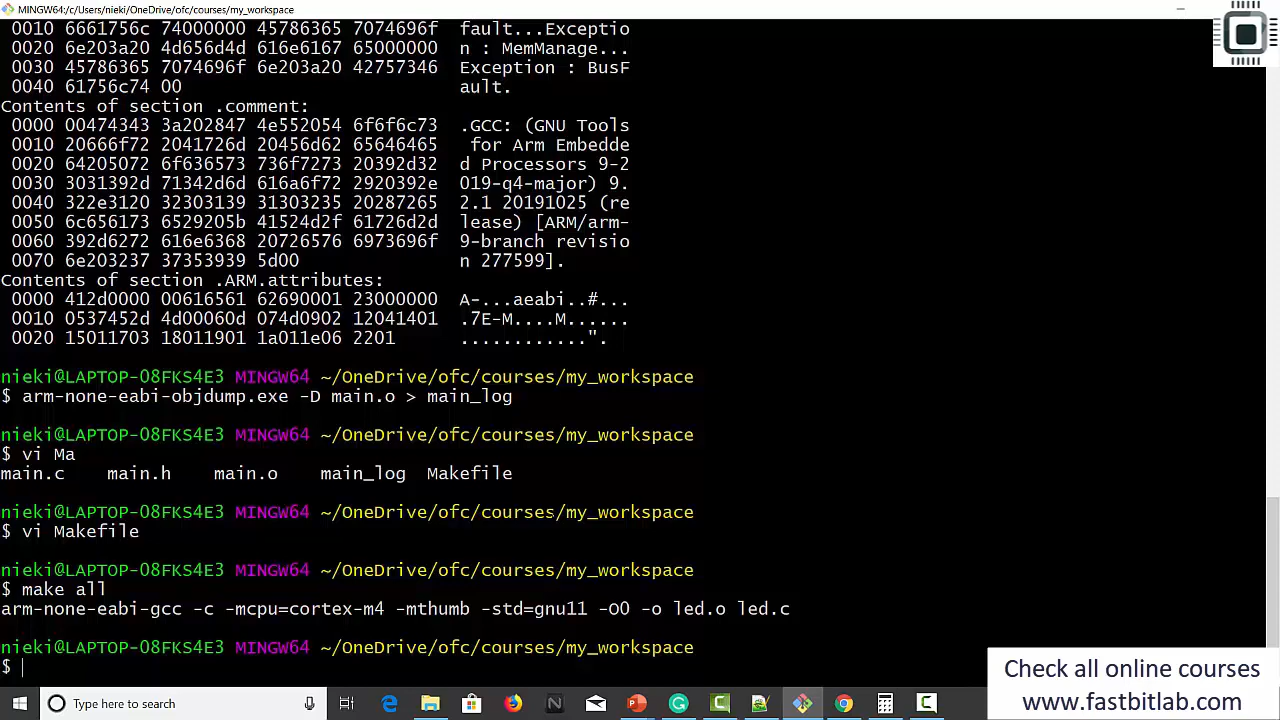 MINGW64:/c/Users/nieki/OneDrive/ofc/courses/my_workspace
0010 6661756c 74000000 45786365 7074696f  fault...Exceptio
0020 6e203a20 4d656d4d 616e6167 65000000  n : MemManage...
0030 45786365 7074696f 6e203a20 42757346  Exception : BusF
0040 61756c74 00                          ault.
Contents of section .comment:
0000 00474343 3a202847 4e552054 6f6f6c73  .GCC: (GNU Tools
0010 20666f72 2041726d 20456d62 65646465   for Arm Embedde
0020 64205072 6f636573 736f7273 20392d32  d Processors 9-2
0030 3031392d 71342d6d 616a6f72 2920392e  019-q4-major) 9.
0040 322e3120 32303139 31303235 20287265  2.1 20191025 (re
0050 6c656173 6529205b 41524d2f 61726d2d  lease) [ARM/arm-
0060 392d6272 616e6368 20726576 6973696f  9-branch revisio
0070 6e203237 37353939 5d00               n 277599].
Contents of section .ARM.attributes:
0000 412d0000 00616561 62690001 23000000  A-...aeabi..#...
0010 0537452d 4d00060d 074d0902 12041401  .7E-M....M......
0020 15011703 18011901 1a011e06 2201      ............".
nieki@LAPTOP-08FKS4E3 MINGW64 ~/OneDrive/ofc/courses/my_workspace
$ arm-none-eabi-objdump.exe -D main.o > main_log
nieki@LAPTOP-08FKS4E3 MINGW64 ~/OneDrive/ofc/courses/my_workspace
$ vi Ma
main.c    main.h    main.o    main_log  Makefile
nieki@LAPTOP-08FKS4E3 MINGW64 ~/OneDrive/ofc/courses/my_workspace
$ vi Makefile
nieki@LAPTOP-08FKS4E3 MINGW64 ~/OneDrive/ofc/courses/my_workspace
$ make all
arm-none-eabi-gcc -c -mcpu=cortex-m4 -mthumb -std=gnu11 -O0 -o led.o led.c
nieki@LAPTOP-08FKS4E3 MINGW64 ~/OneDrive/ofc/courses/my_workspace
$
Check all online courses
www.fastbitlab.com
Type here to search